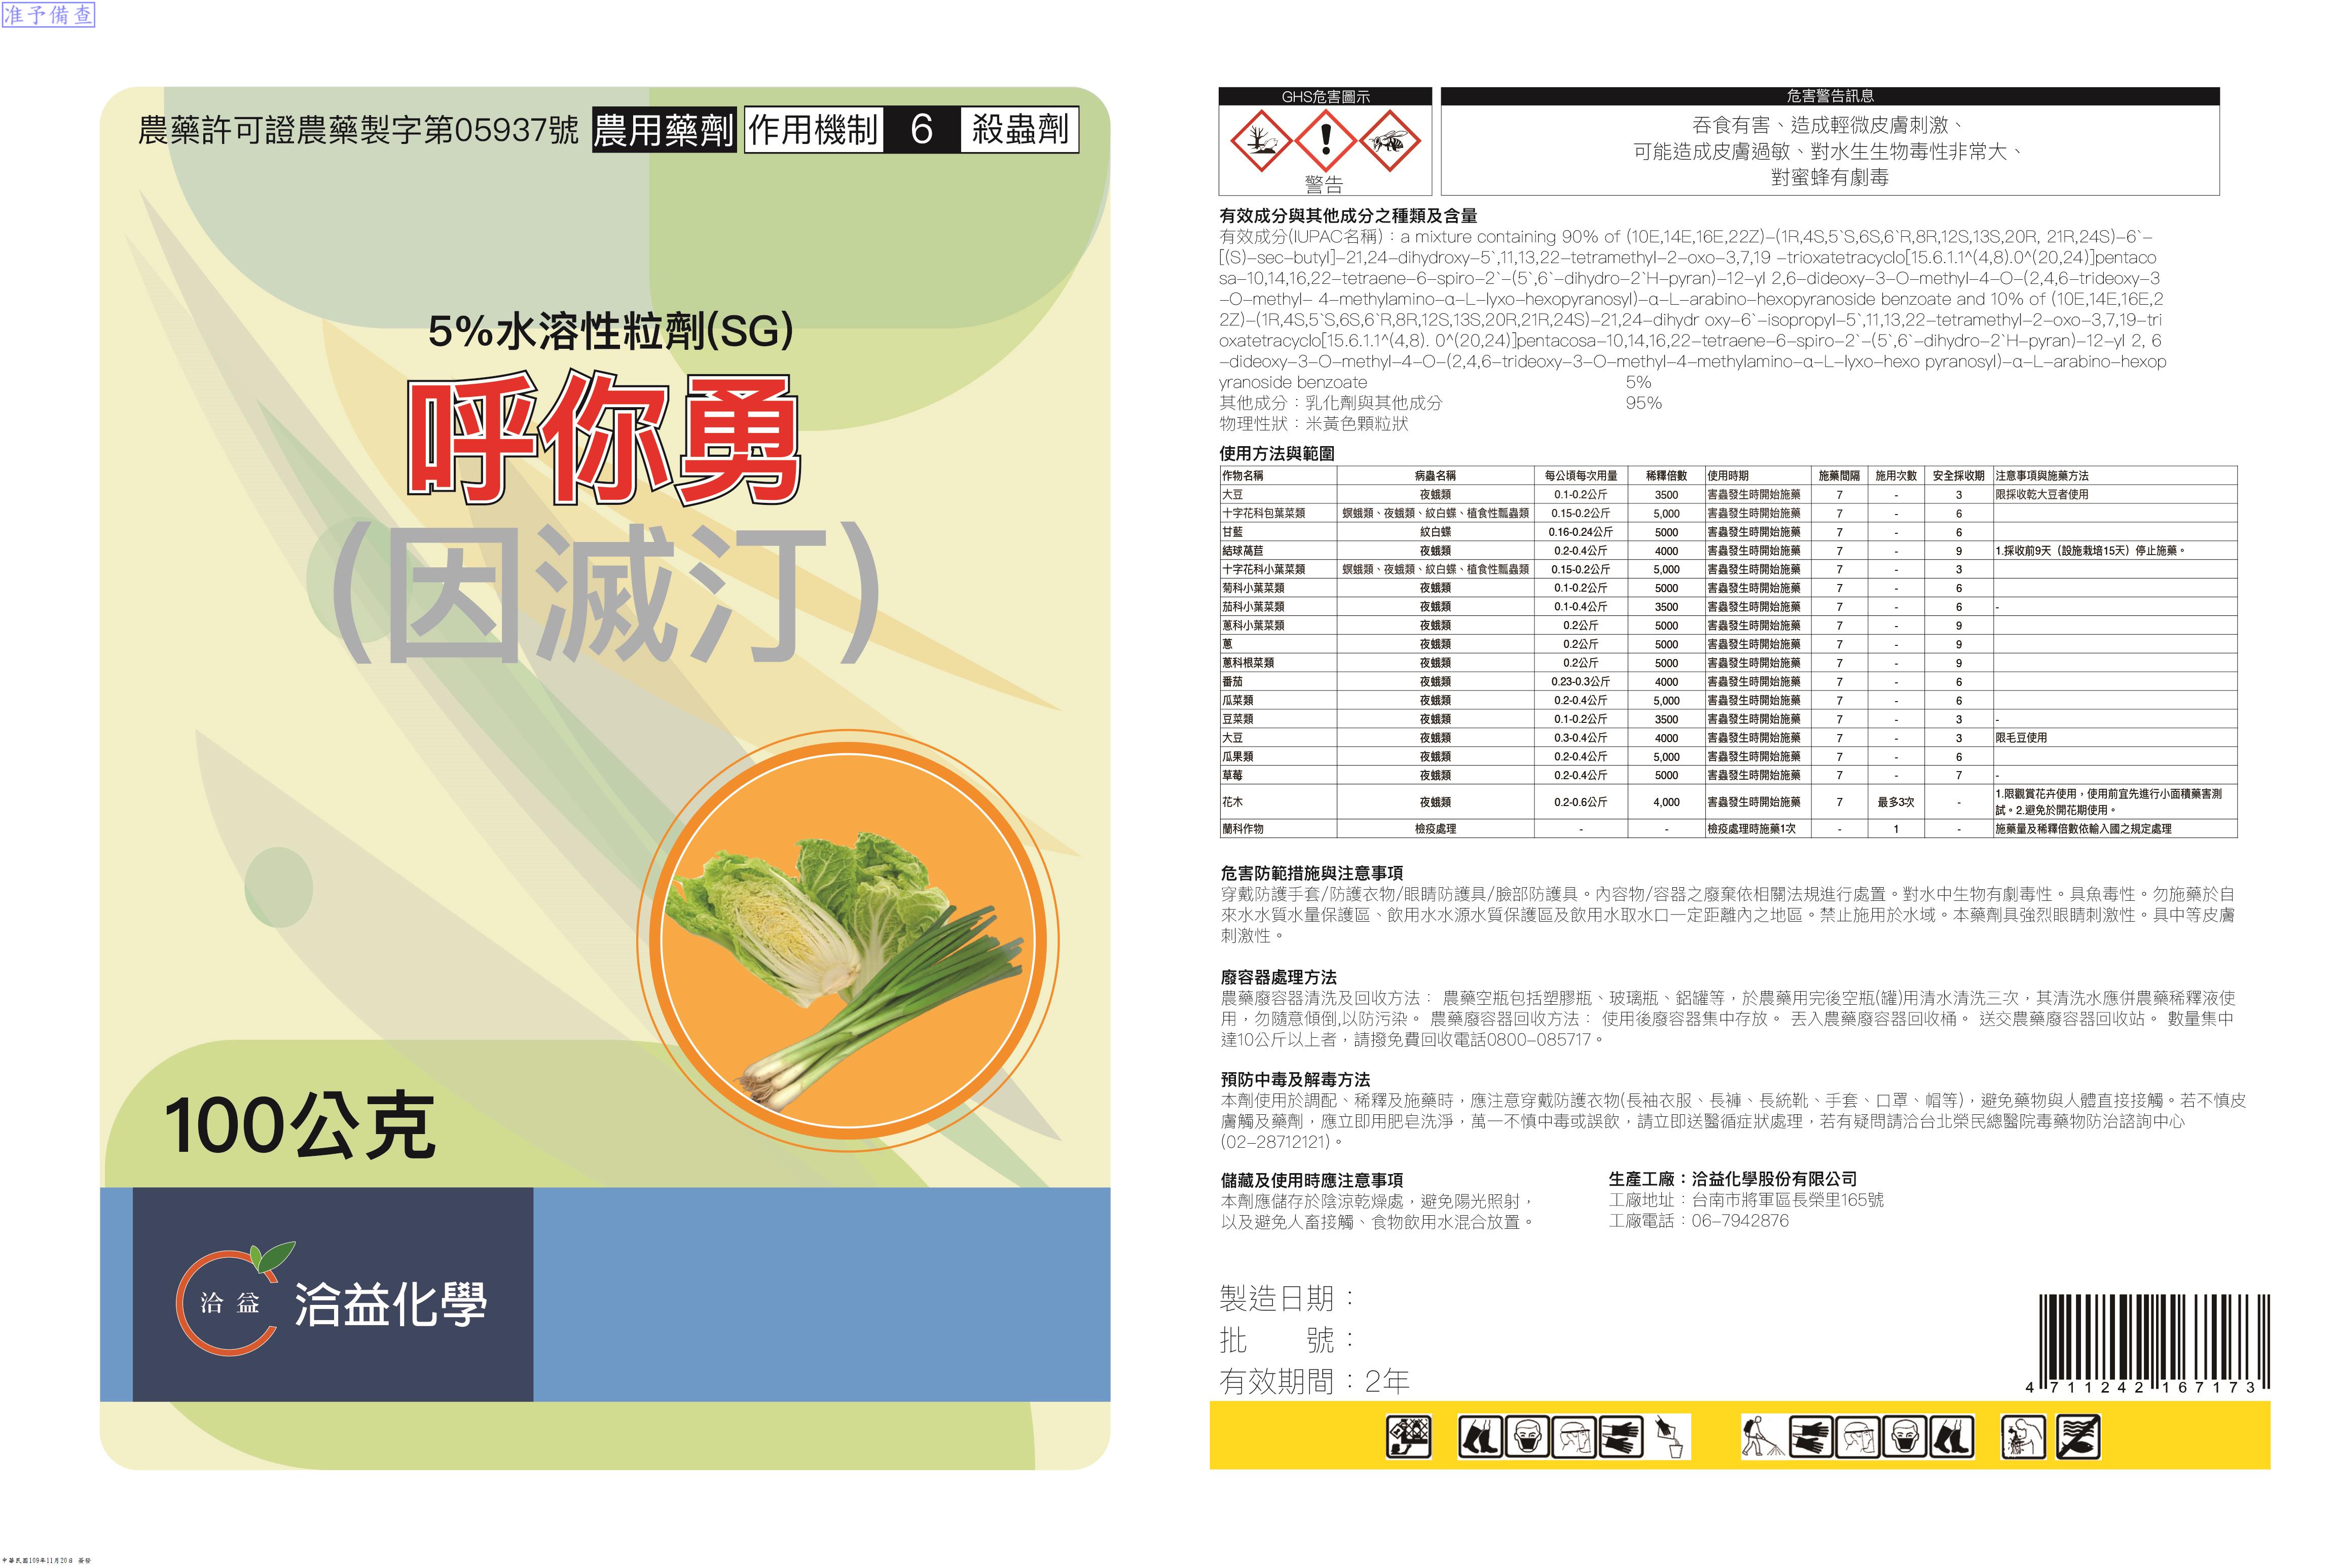 准予備查
農藥許可證農藥製字第05937號 農用藥劑 作用機制 6 殺蟲劑
5%水溶性粒劑(SG)
呼你勇
(因滅汀)
100公克
洽益 洽益化學
GHS危害圖示
警告
危害警告訊息
吞食有害、造成輕微皮膚刺激、
可能造成皮膚過敏、對水生生物毒性非常大、
對蜜蜂有劇毒
有效成分與其他成分之種類及含量
有效成分(IUPAC名稱)：a mixture containing 90% of (10E,14E,16E,22Z)-(1R,4S,5`S,6S,6`R,8R,12S,13S,20R, 21R,24S)-6`-
[(S)-sec-butyl]-21,24-dihydroxy-5`,11,13,22-tetramethyl-2-oxo-3,7,19 -trioxatetracyclo[15.6.1.1^(4,8).0^(20,24)]pentaco
sa-10,14,16,22-tetraene-6-spiro-2`-(5`,6`-dihydro-2`H-pyran)-12-yl 2,6-dideoxy-3-O-methyl-4-O-(2,4,6-trideoxy-3
-O-methyl- 4-methylamino-α-L-lyxo-hexopyranosyl)-α-L-arabino-hexopyranoside benzoate and 10% of (10E,14E,16E,2
2Z)-(1R,4S,5`S,6S,6`R,8R,12S,13S,20R,21R,24S)-21,24-dihydr oxy-6`-isopropyl-5`,11,13,22-tetramethyl-2-oxo-3,7,19-tri
oxatetracyclo[15.6.1.1^(4,8). 0^(20,24)]pentacosa-10,14,16,22-tetraene-6-spiro-2`-(5`,6`-dihydro-2`H-pyran)-12-yl 2, 6
-dideoxy-3-O-methyl-4-O-(2,4,6-trideoxy-3-O-methyl-4-methylamino-α-L-lyxo-hexo pyranosyl)-α-L-arabino-hexop
yranoside benzoate 5%
其他成分：乳化劑與其他成分 95%
物理性狀：米黃色顆粒狀
使用方法與範圍
作物名稱 病蟲名稱 每公頃每次用量 稀釋倍數 使用時期 施藥間隔 施用次數 安全採收期 注意事項與施藥方法
大豆 夜蛾類 0.1-0.2公斤 3500 害蟲發生時開始施藥 7 - 3 限採收乾大豆者使用
十字花科包葉菜類 螟蛾類、夜蛾類、紋白蝶、植食性瓢蟲類 0.15-0.2公斤 5,000 害蟲發生時開始施藥 7 - 6
甘藍 紋白蝶 0.16-0.24公斤 5000 害蟲發生時開始施藥 7 - 6
結球萵苣 夜蛾類 0.2-0.4公斤 4000 害蟲發生時開始施藥 7 - 9 1.採收前9天（設施栽培15天）停止施藥。
十字花科小葉菜類 螟蛾類、夜蛾類、紋白蝶、植食性瓢蟲類 0.15-0.2公斤 5,000 害蟲發生時開始施藥 7 - 3
菊科小葉菜類 夜蛾類 0.1-0.2公斤 5000 害蟲發生時開始施藥 7 - 6
茄科小葉菜類 夜蛾類 0.1-0.4公斤 3500 害蟲發生時開始施藥 7 - 6 -
蔥科小葉菜類 夜蛾類 0.2公斤 5000 害蟲發生時開始施藥 7 - 9
蔥 夜蛾類 0.2公斤 5000 害蟲發生時開始施藥 7 - 9
蔥科根菜類 夜蛾類 0.2公斤 5000 害蟲發生時開始施藥 7 - 9
番茄 夜蛾類 0.23-0.3公斤 4000 害蟲發生時開始施藥 7 - 6
瓜菜類 夜蛾類 0.2-0.4公斤 5,000 害蟲發生時開始施藥 7 - 6
豆菜類 夜蛾類 0.1-0.2公斤 3500 害蟲發生時開始施藥 7 - 3 -
大豆 夜蛾類 0.3-0.4公斤 4000 害蟲發生時開始施藥 7 - 3 限毛豆使用
瓜果類 夜蛾類 0.2-0.4公斤 5,000 害蟲發生時開始施藥 7 - 6
草莓 夜蛾類 0.2-0.4公斤 5000 害蟲發生時開始施藥 7 - 7 -
花木 夜蛾類 0.2-0.6公斤 4,000 害蟲發生時開始施藥 7 最多3次 - 1.限觀賞花卉使用，使用前宜先進行小面積藥害測
試。2.避免於開花期使用。
蘭科作物 檢疫處理 - - 檢疫處理時施藥1次 - 1 - 施藥量及稀釋倍數依輸入國之規定處理
危害防範措施與注意事項
穿戴防護手套/防護衣物/眼睛防護具/臉部防護具。內容物/容器之廢棄依相關法規進行處置。對水中生物有劇毒性。具魚毒性。勿施藥於自
來水水質水量保護區、飲用水水源水質保護區及飲用水取水口一定距離內之地區。禁止施用於水域。本藥劑具強烈眼睛刺激性。具中等皮膚
刺激性。
廢容器處理方法
農藥廢容器清洗及回收方法： 農藥空瓶包括塑膠瓶、玻璃瓶、鋁罐等，於農藥用完後空瓶(罐)用清水清洗三次，其清洗水應併農藥稀釋液使
用，勿隨意傾倒,以防污染。 農藥廢容器回收方法： 使用後廢容器集中存放。 丟入農藥廢容器回收桶。 送交農藥廢容器回收站。 數量集中
達10公斤以上者，請撥免費回收電話0800-085717。
預防中毒及解毒方法
本劑使用於調配、稀釋及施藥時，應注意穿戴防護衣物(長袖衣服、長褲、長統靴、手套、口罩、帽等)，避免藥物與人體直接接觸。若不慎皮
膚觸及藥劑，應立即用肥皂洗淨，萬一不慎中毒或誤飲，請立即送醫循症狀處理，若有疑問請洽台北榮民總醫院毒藥物防治諮詢中心
(02-28712121)。
儲藏及使用時應注意事項
本劑應儲存於陰涼乾燥處，避免陽光照射，
以及避免人畜接觸、食物飲用水混合放置。
生產工廠：洽益化學股份有限公司
工廠地址：台南市將軍區長榮里165號
工廠電話：06-7942876
製造日期：
批　　號：
有效期間：2年
4 711242 167173
中華民國109年11月20日 簽發